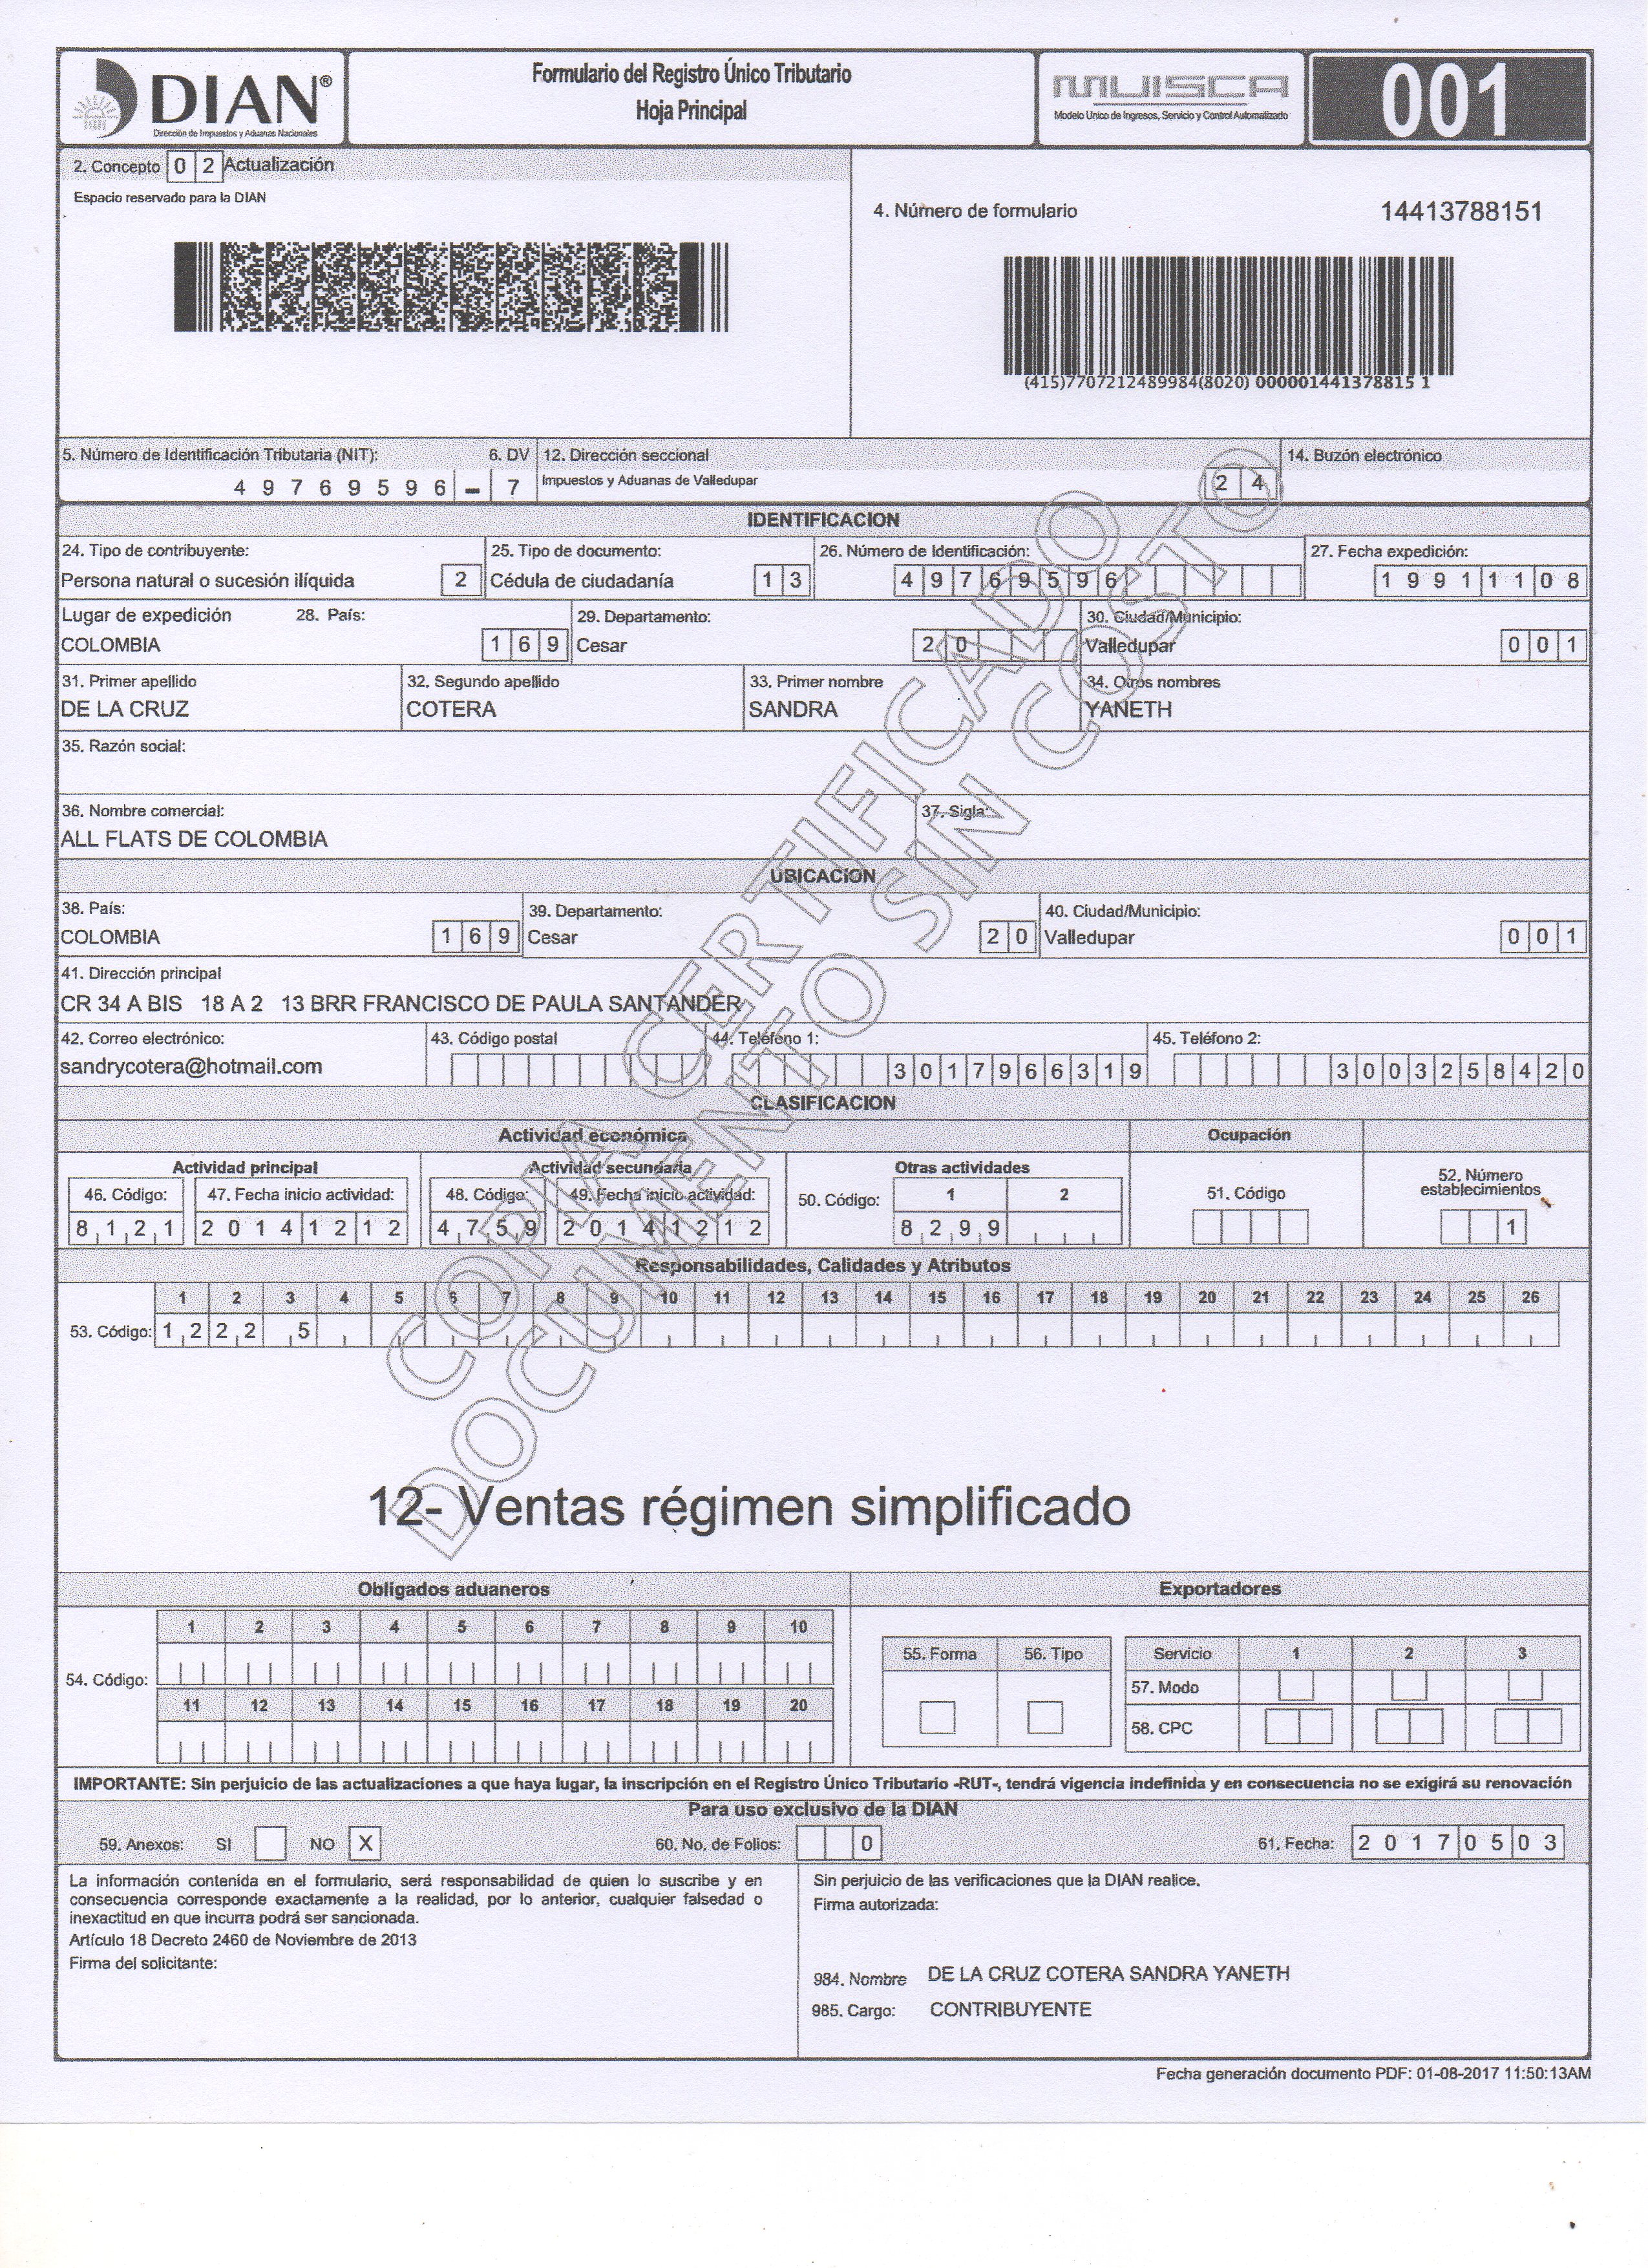 DIAN®
Dirección de Impuestos y Aduanas Nacionales
Formulario del Registro Único Tributario
Hoja Principal
MUISCA
Modelo Unico de Ingresos, Servicio y Control Automatizado
001
2. Concepto 0 2 Actualización
Espacio reservado para la DIAN
4. Número de formulario 14413788151
(415)7707212489984(8020) 000001441378815 1
5. Número de Identificación Tributaria (NIT): 6. DV 12. Dirección seccional 14. Buzón electrónico
4 9 7 6 9 5 9 6 - 7 Impuestos y Aduanas de Valledupar 2 4
IDENTIFICACION
24. Tipo de contribuyente: 25. Tipo de documento: 26. Número de Identificación: 27. Fecha expedición:
Persona natural o sucesión ilíquida 2 Cédula de ciudadanía 1 3 4 9 7 6 9 5 9 6 1 9 9 1 1 1 0 8
Lugar de expedición 28. País: 29. Departamento: 30. Ciudad/Municipio:
COLOMBIA 1 6 9 Cesar 2 0 Valledupar 0 0 1
31. Primer apellido 32. Segundo apellido 33. Primer nombre 34. Otros nombres
DE LA CRUZ COTERA SANDRA YANETH
35. Razón social:
36. Nombre comercial: 37. Sigla:
ALL FLATS DE COLOMBIA
UBICACION
38. País: 39. Departamento: 40. Ciudad/Municipio:
COLOMBIA 1 6 9 Cesar 2 0 Valledupar 0 0 1
41. Dirección principal
CR 34 A BIS 18 A 2 13 BRR FRANCISCO DE PAULA SANTANDER
42. Correo electrónico: 43. Código postal 44. Teléfono 1: 45. Teléfono 2:
sandrycotera@hotmail.com 3 0 1 7 9 6 6 3 1 9 3 0 0 3 2 5 8 4 2 0
CLASIFICACION
Actividad económica Ocupación
Actividad principal Actividad secundaria Otras actividades 52. Número establecimientos
46. Código: 47. Fecha inicio actividad: 48. Código: 49. Fecha inicio actividad: 50. Código: 1 2 51. Código
8 1 2 1 2 0 1 4 1 2 1 2 4 7 5 9 2 0 1 4 1 2 1 2 8 2 9 9 1
Responsabilidades, Calidades y Atributos
1 2 3 4 5 6 7 8 9 10 11 12 13 14 15 16 17 18 19 20 21 22 23 24 25 26
53. Código: 1 2 2 2 5
12- Ventas régimen simplificado
COPIA CERTIFICADO
DOCUMENTO SIN COSTO
Obligados aduaneros Exportadores
1 2 3 4 5 6 7 8 9 10
54. Código:
11 12 13 14 15 16 17 18 19 20
55. Forma 56. Tipo Servicio 1 2 3
57. Modo
58. CPC
IMPORTANTE: Sin perjuicio de las actualizaciones a que haya lugar, la inscripción en el Registro Único Tributario -RUT-, tendrá vigencia indefinida y en consecuencia no se exigirá su renovación
Para uso exclusivo de la DIAN
59. Anexos: SI NO X 60. No. de Folios: 0 61. Fecha: 2 0 1 7 0 5 0 3
La información contenida en el formulario, será responsabilidad de quien lo suscribe y en
consecuencia corresponde exactamente a la realidad, por lo anterior, cualquier falsedad o
inexactitud en que incurra podrá ser sancionada.
Artículo 18 Decreto 2460 de Noviembre de 2013
Firma del solicitante:
Sin perjuicio de las verificaciones que la DIAN realice.
Firma autorizada:
984. Nombre DE LA CRUZ COTERA SANDRA YANETH
985. Cargo: CONTRIBUYENTE
Fecha generación documento PDF: 01-08-2017 11:50:13AM